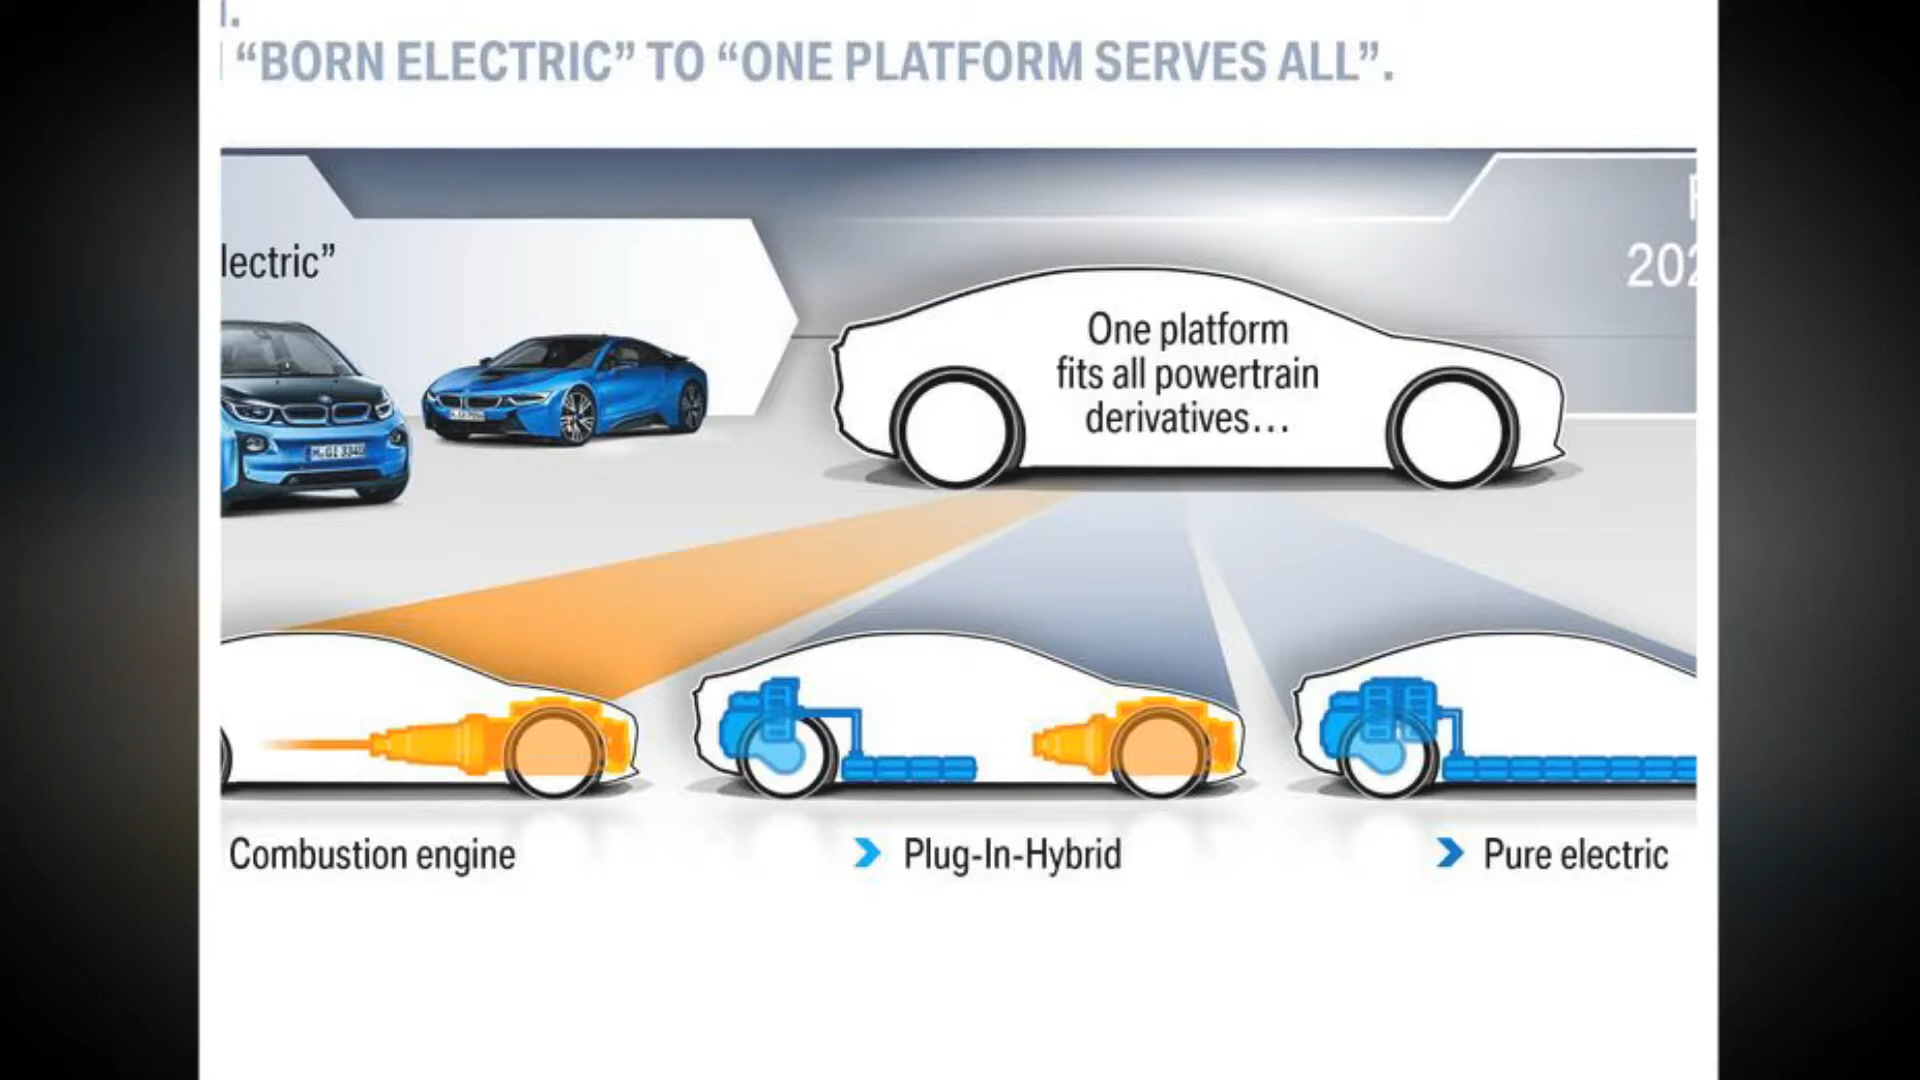 “BORN ELECTRIC” TO “ONE PLATFORM SERVES ALL”.
lectric”
One platform
fits all powertrain
derivatives...
Combustion engine
Plug-In-Hybrid
Pure electric